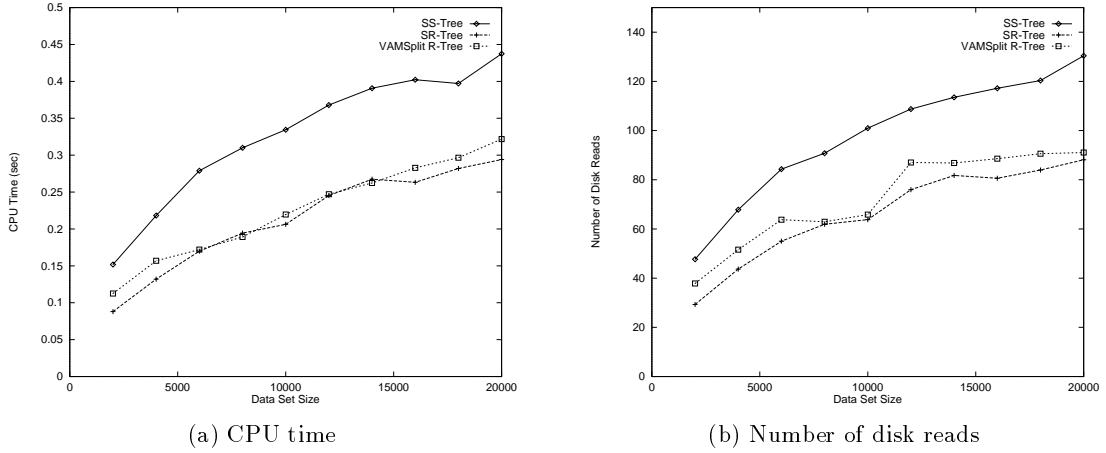 0.5
0.45
0.4
0.35
0.3
0.25
0.2
0.15
0.1
0.05
0
CPU Time (sec)
SS-Tree
SR-Tree
VAMSplit R-Tree
0 5000 10000 15000 20000
Data Set Size
(a) CPU time
140
120
100
80
60
40
20
0
Number of Disk Reads
SS-Tree
SR-Tree
VAMSplit R-Tree
0 5000 10000 15000 20000
Data Set Size
(b) Number of disk reads